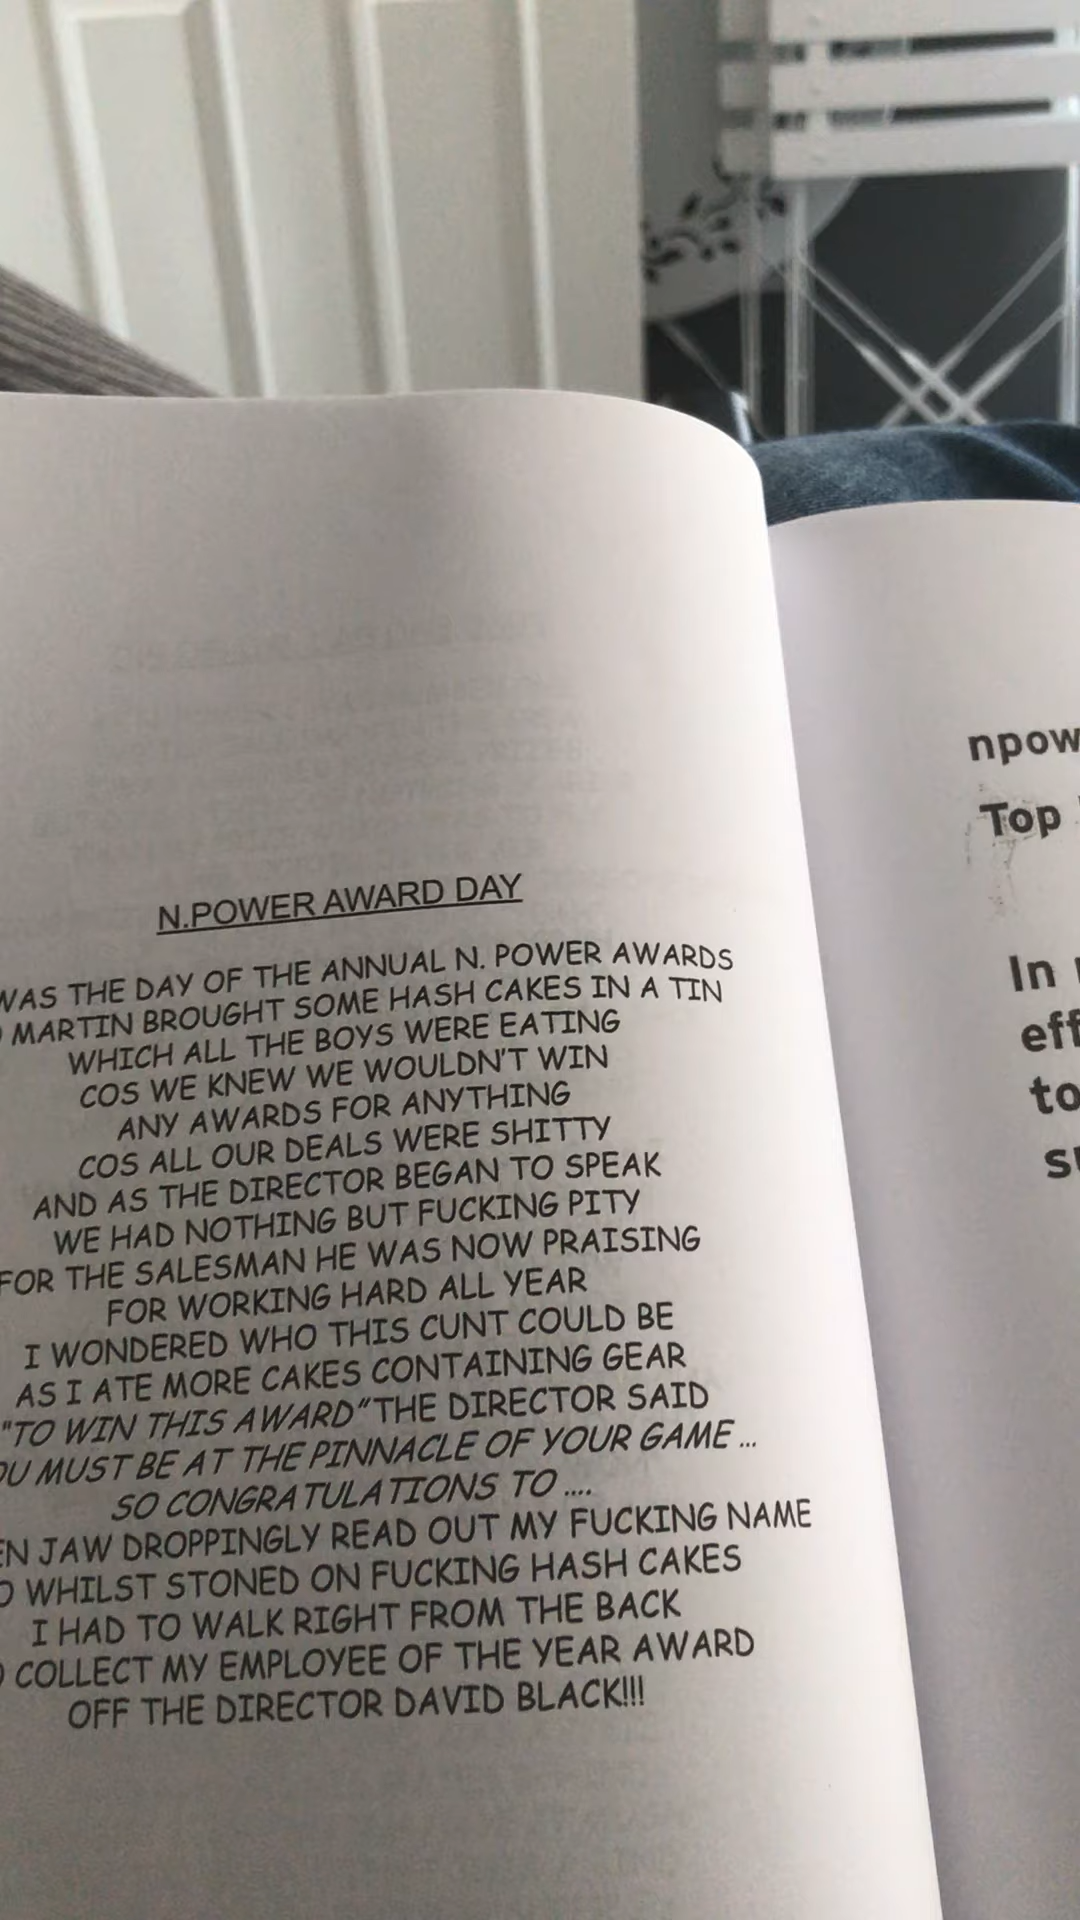 N.POWER AWARD DAY
WAS THE DAY OF THE ANNUAL N. POWER AWARDS
MARTIN BROUGHT SOME HASH CAKES IN A TIN
WHICH ALL THE BOYS WERE EATING
COS WE KNEW WE WOULDN'T WIN
ANY AWARDS FOR ANYTHING
COS ALL OUR DEALS WERE SHITTY
AND AS THE DIRECTOR BEGAN TO SPEAK
WE HAD NOTHING BUT FUCKING PITY
FOR THE SALESMAN HE WAS NOW PRAISING
FOR WORKING HARD ALL YEAR
I WONDERED WHO THIS CUNT COULD BE
AS I ATE MORE CAKES CONTAINING GEAR
"TO WIN THIS AWARD" THE DIRECTOR SAID
OU MUST BE AT THE PINNACLE OF YOUR GAME ...
SO CONGRATULATIONS TO ....
EN JAW DROPPINGLY READ OUT MY FUCKING NAME
WHILST STONED ON FUCKING HASH CAKES
I HAD TO WALK RIGHT FROM THE BACK
COLLECT MY EMPLOYEE OF THE YEAR AWARD
OFF THE DIRECTOR DAVID BLACK!!!
npow
Top
In
eff
to